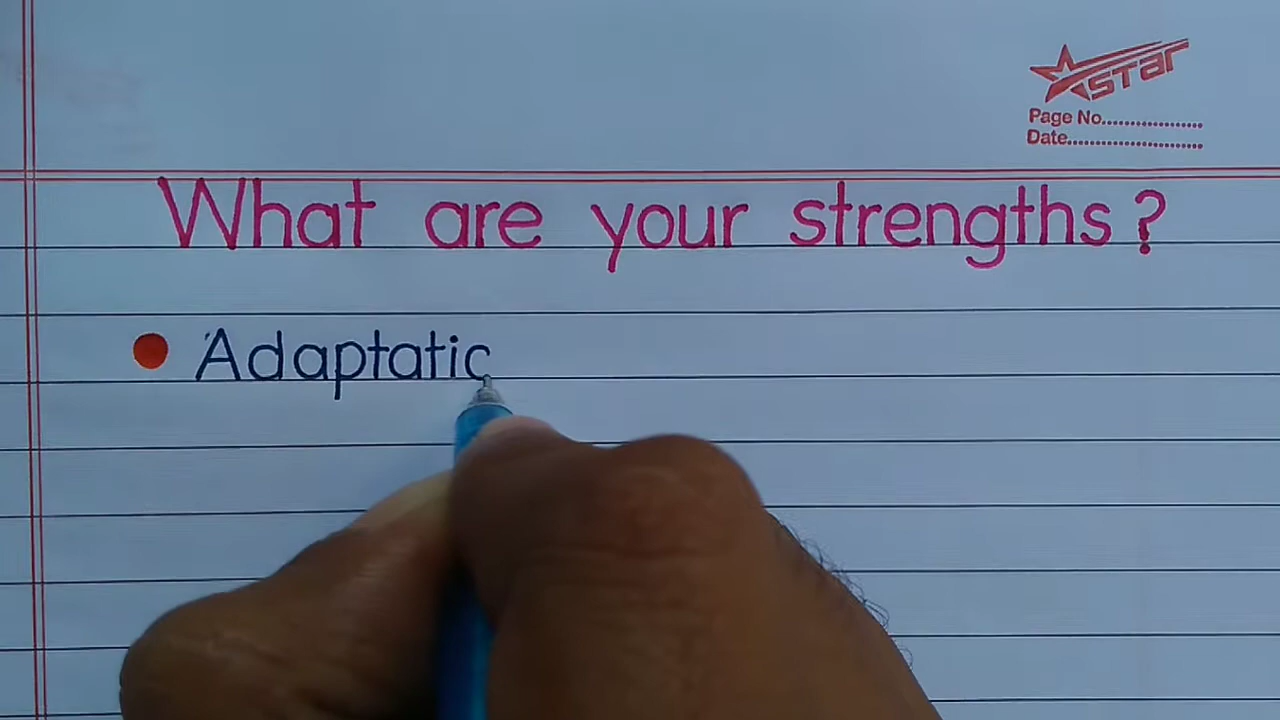 STAR
Page No.................
Date........................
What are your strengths?
Adaptatic